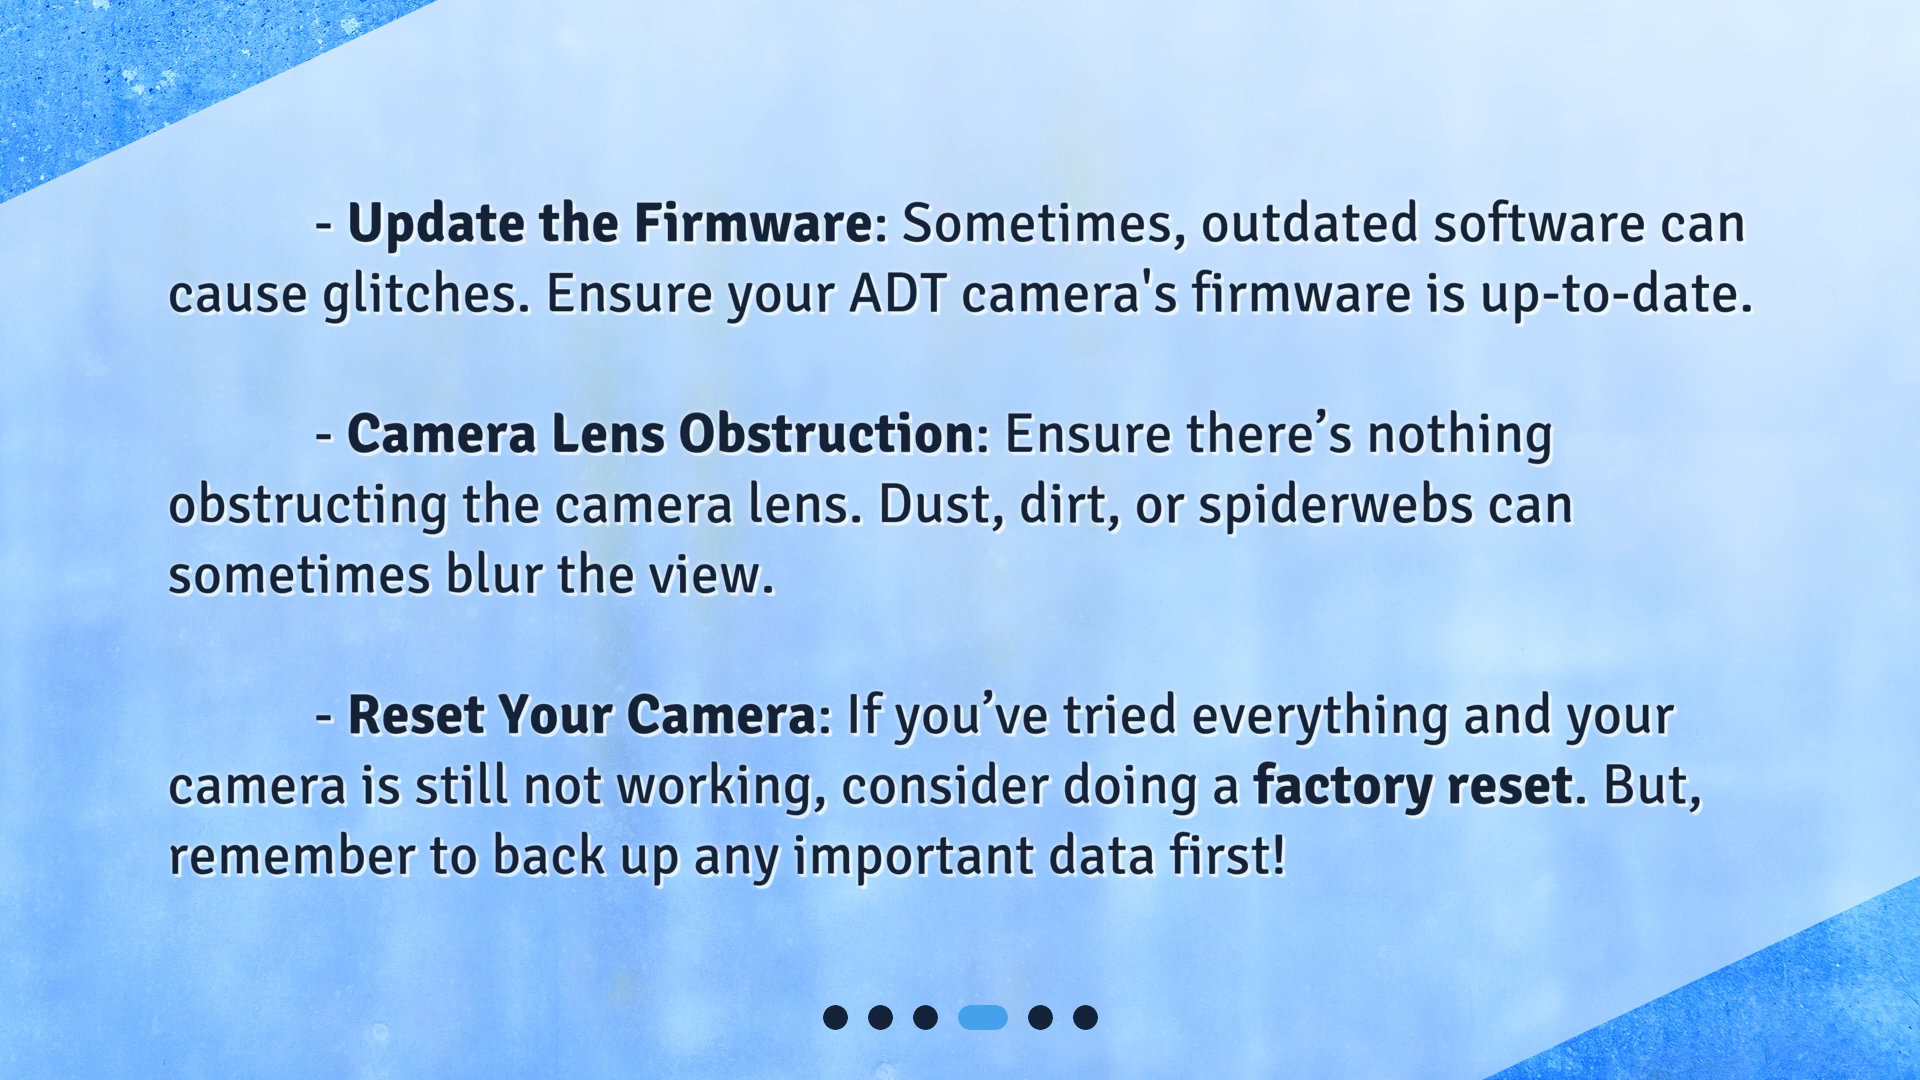 - Update the Firmware: Sometimes, outdated software can
cause glitches. Ensure your ADT camera's firmware is up-to-date.
- Camera Lens Obstruction: Ensure there’s nothing
obstructing the camera lens. Dust, dirt, or spiderwebs can
sometimes blur the view.
- Reset Your Camera: If you’ve tried everything and your
camera is still not working, consider doing a factory reset. But,
remember to back up any important data first!